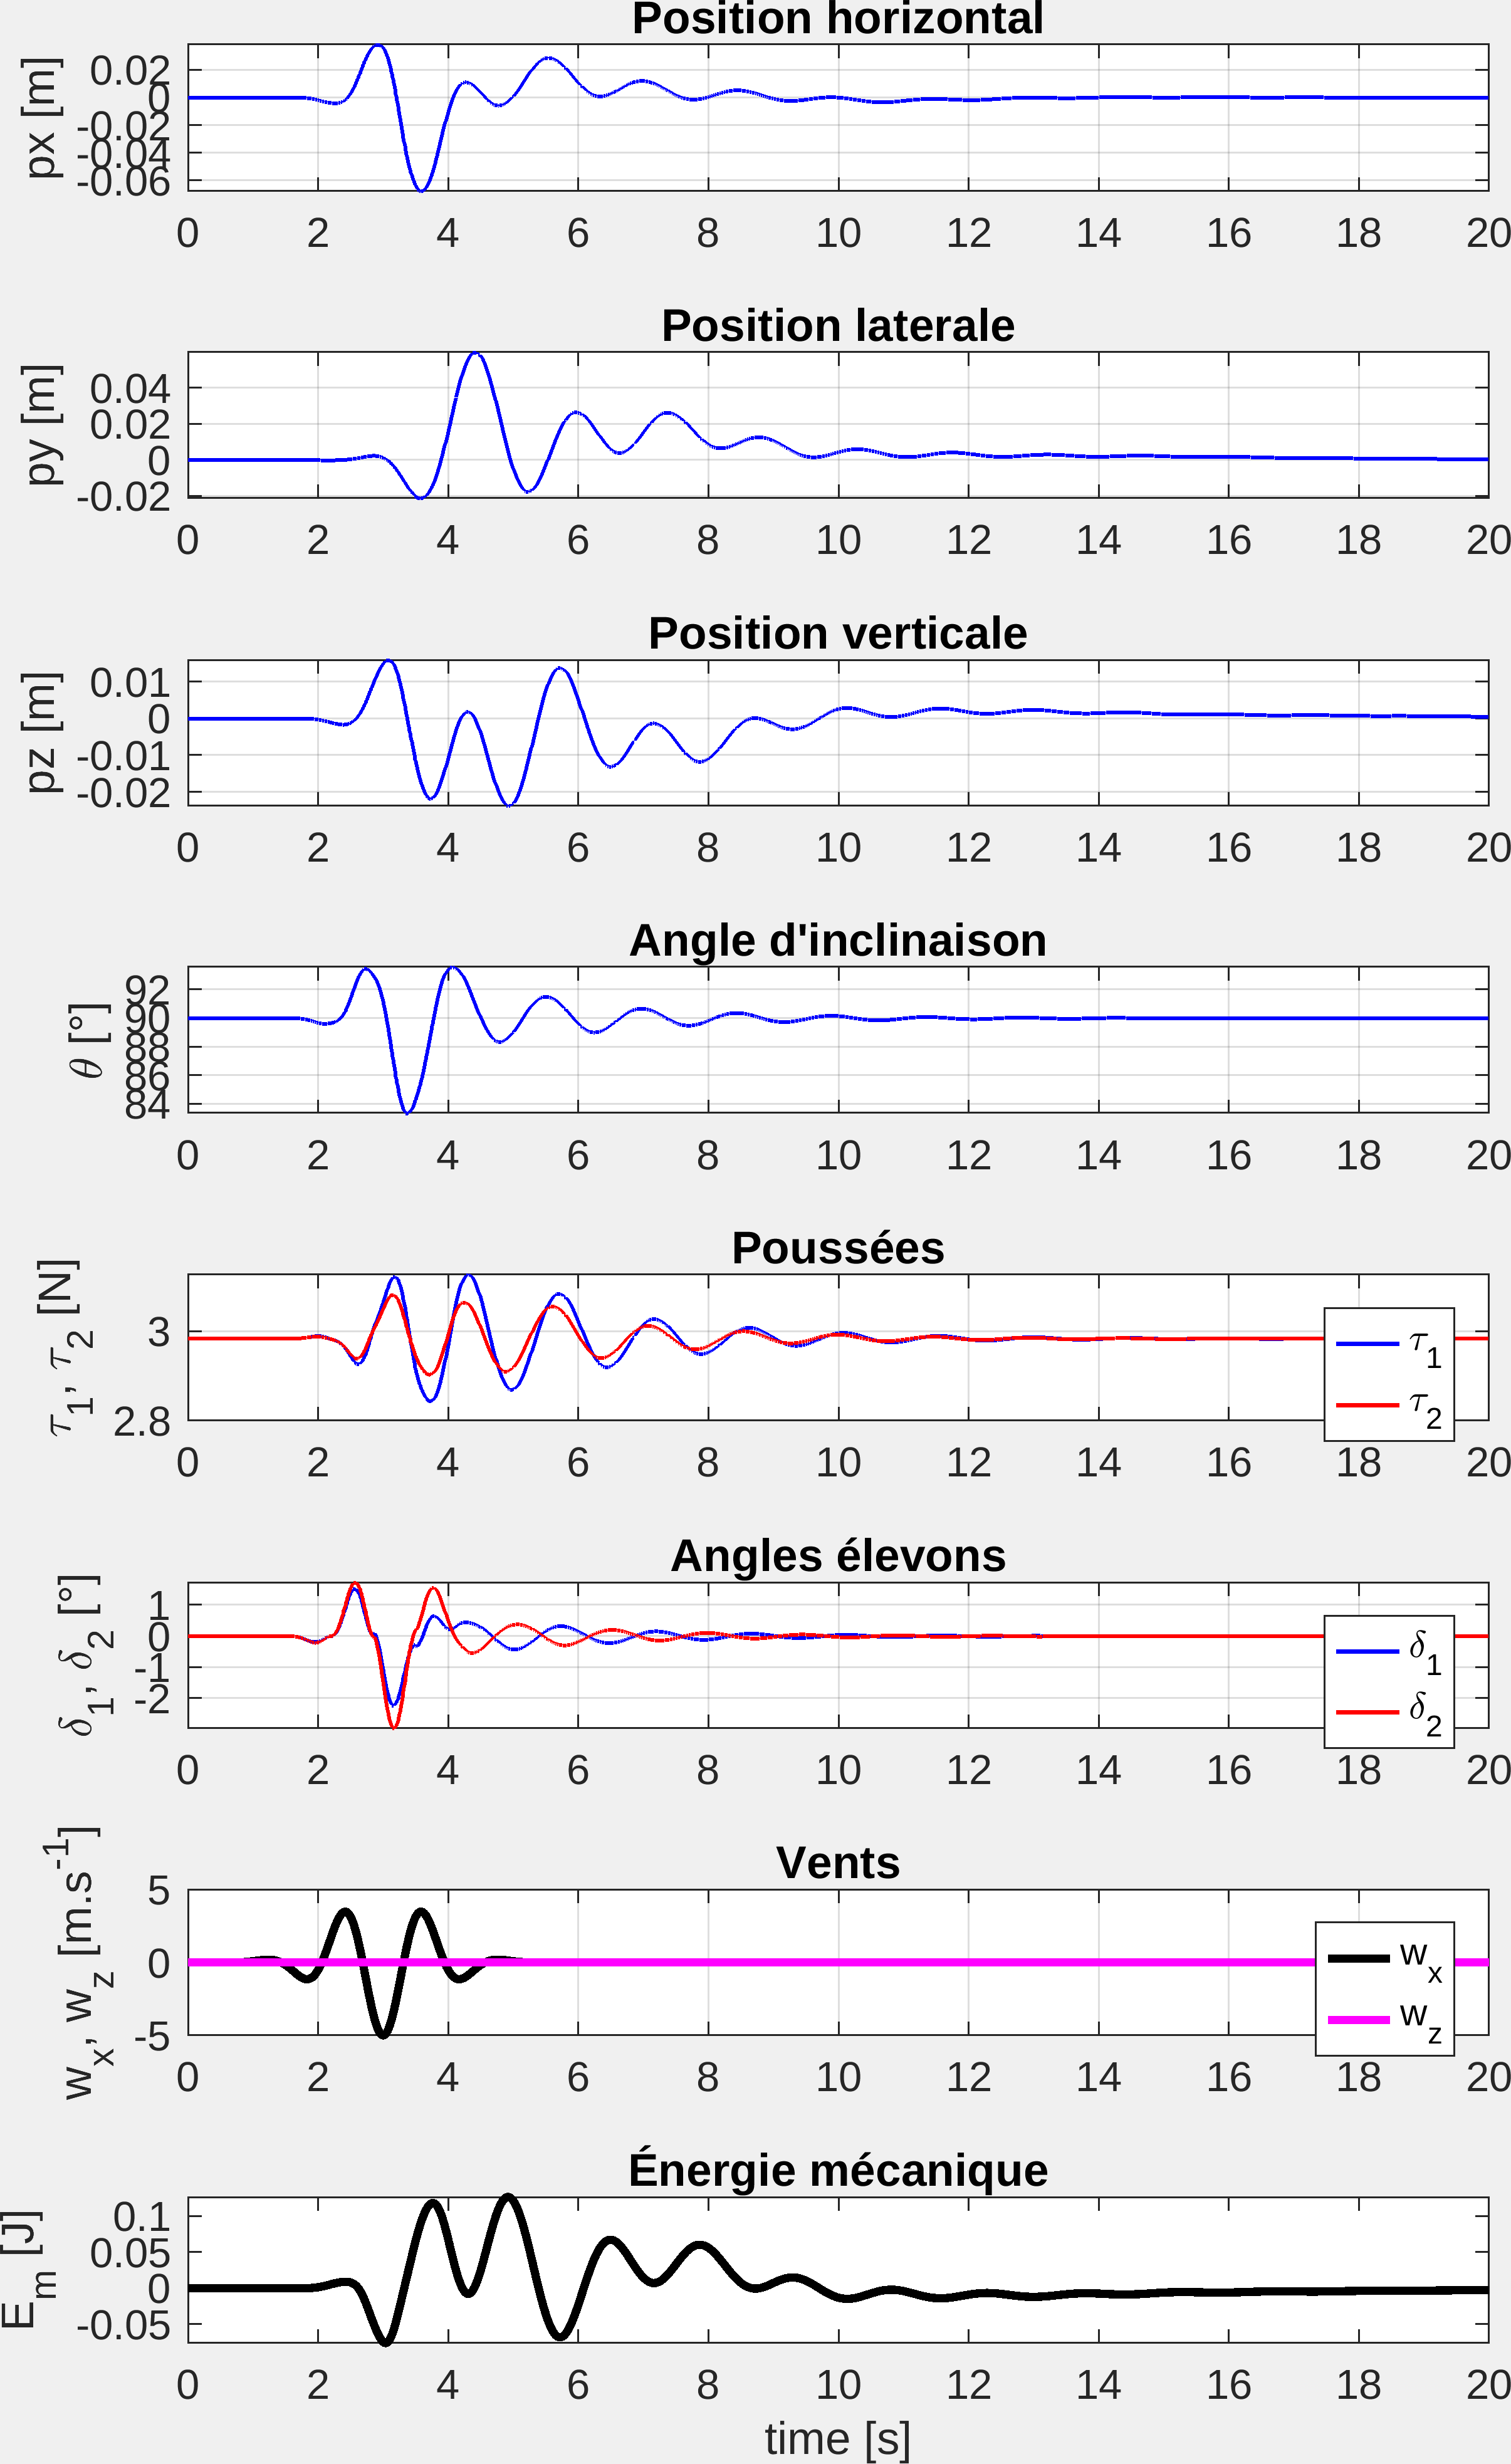 Position horizontal
px [m]
0.02
0
-0.02
-0.04
-0.06
0 2 4 6 8 10 12 14 16 18 20
Position laterale
py [m]
0.04
0.02
0
-0.02
0 2 4 6 8 10 12 14 16 18 20
Position verticale
pz [m]
0.01
0
-0.01
-0.02
0 2 4 6 8 10 12 14 16 18 20
Angle d'inclinaison
θ [°]
92
90
88
86
84
0 2 4 6 8 10 12 14 16 18 20
Poussées
τ1, τ2 [N]
3
2.8
τ1
τ2
0 2 4 6 8 10 12 14 16 18 20
Angles élevons
δ1, δ2 [°]
1
0
-1
-2
δ1
δ2
0 2 4 6 8 10 12 14 16 18 20
Vents
wx, wz [m.s-1]
5
0
-5
wx
wz
0 2 4 6 8 10 12 14 16 18 20
Énergie mécanique
Em [J]
0.1
0.05
0
-0.05
0 2 4 6 8 10 12 14 16 18 20
time [s]